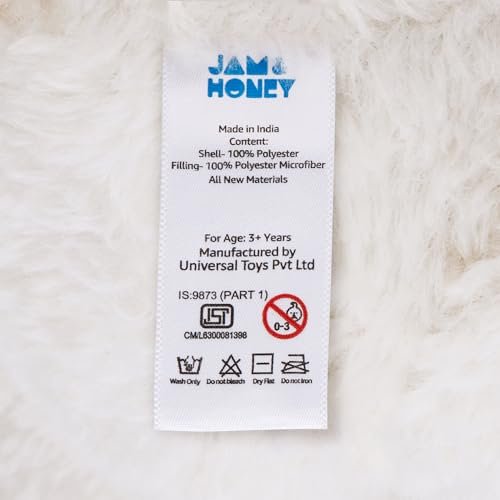 JAM&
HONEY
Made in India
Content:
Shell- 100% Polyester
Filling- 100% Polyester Microfiber
All New Materials
For Age: 3+ Years
Manufactured by
Universal Toys Pvt Ltd
IS:9873 (PART 1)
CM/L6300081398
0-3
Wash Only Do not bleach Dry Flat Do not Iron